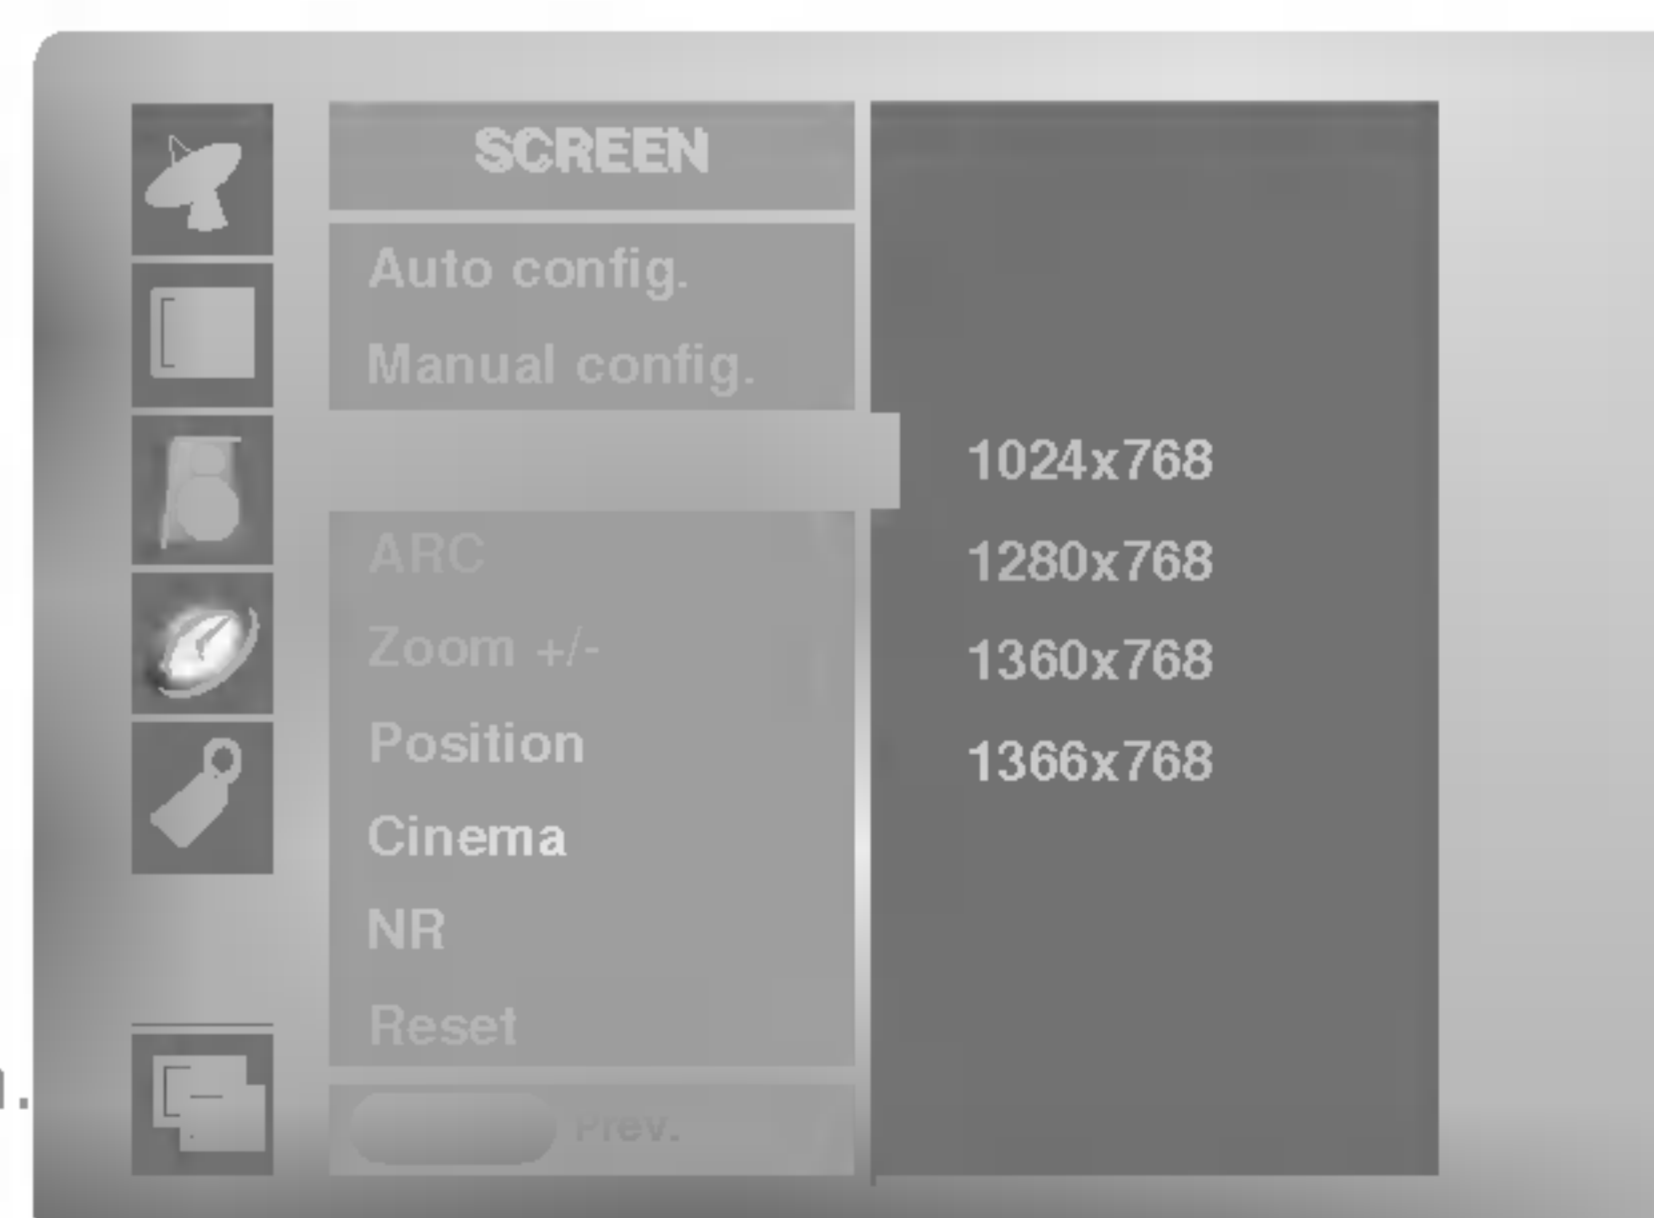 SCREEN
Auto config.
Manual config.
ARC
Zoom +/-
Position
Cinema
NR
Reset
Prev.
1024x768
1280x768
1360x768
1366x768